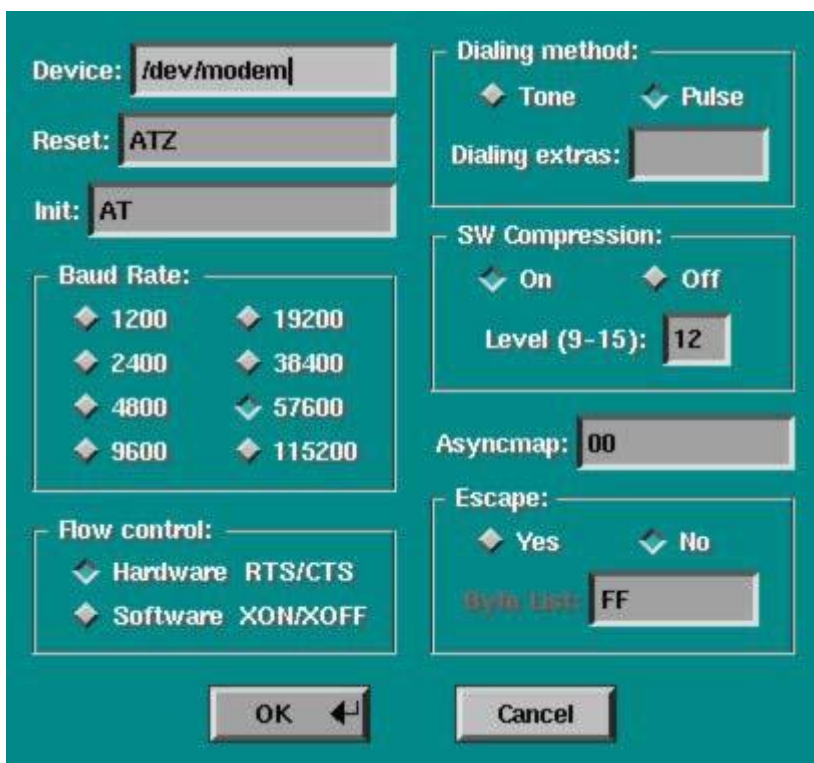 Device: /dev/modem
Reset: ATZ
Init: AT
Baud Rate:
1200 19200
2400 38400
4800 57600
9600 115200
Flow control:
Hardware RTS/CTS
Software XON/XOFF
Dialing method:
Tone Pulse
Dialing extras:
SW Compression:
On Off
Level (9-15): 12
Asyncmap: 00
Escape:
Yes No
Byte List: FF
OK Cancel